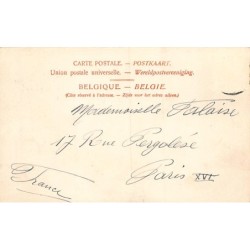 CARTE POSTALE. — POSTKAART.
Union postale universelle. — Wereldpostvereeniging.
BELGIQUE. — BELGIE.
(Côté réservé à l'adresse. — Zijde voor het adres alleen.)
Mademoiselle Falaise
17 Rue Pergolèse
Paris XVI.
France